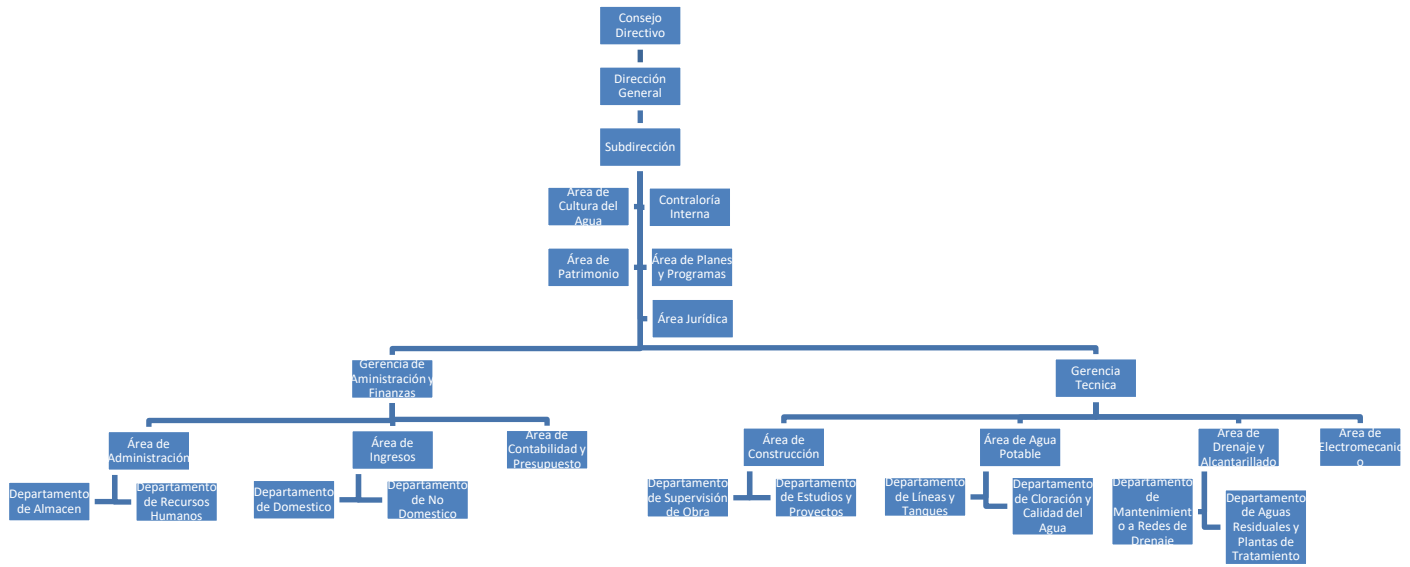 Consejo
Directivo
Dirección
General
Subdirección
Área de
Cultura del
Agua
Contraloría
Interna
Área de
Patrimonio
Área de Planes
y Programas
Área Jurídica
Gerencia de
Aministración y
Finanzas
Gerencia
Tecnica
Área de
Administración
Área de
Ingresos
Área de
Contabilidad y
Presupuesto
Área de
Construcción
Área de Agua
Potable
Área de
Drenaje y
Alcantarillado
Área de
Electromecanic
o
Departamento
de Almacen
Departamento
de Recursos
Humanos
Departamento
de Domestico
Departamento
de No
Domestico
Departamento
de Supervisión
de Obra
Departamento
de Estudios y
Proyectos
Departamento
de Líneas y
Tanques
Departamento
de Cloración y
Calidad del
Agua
Departamento
de
Mantenimient
o a Redes de
Drenaje
Departamento
de Aguas
Residuales y
Plantas de
Tratamiento